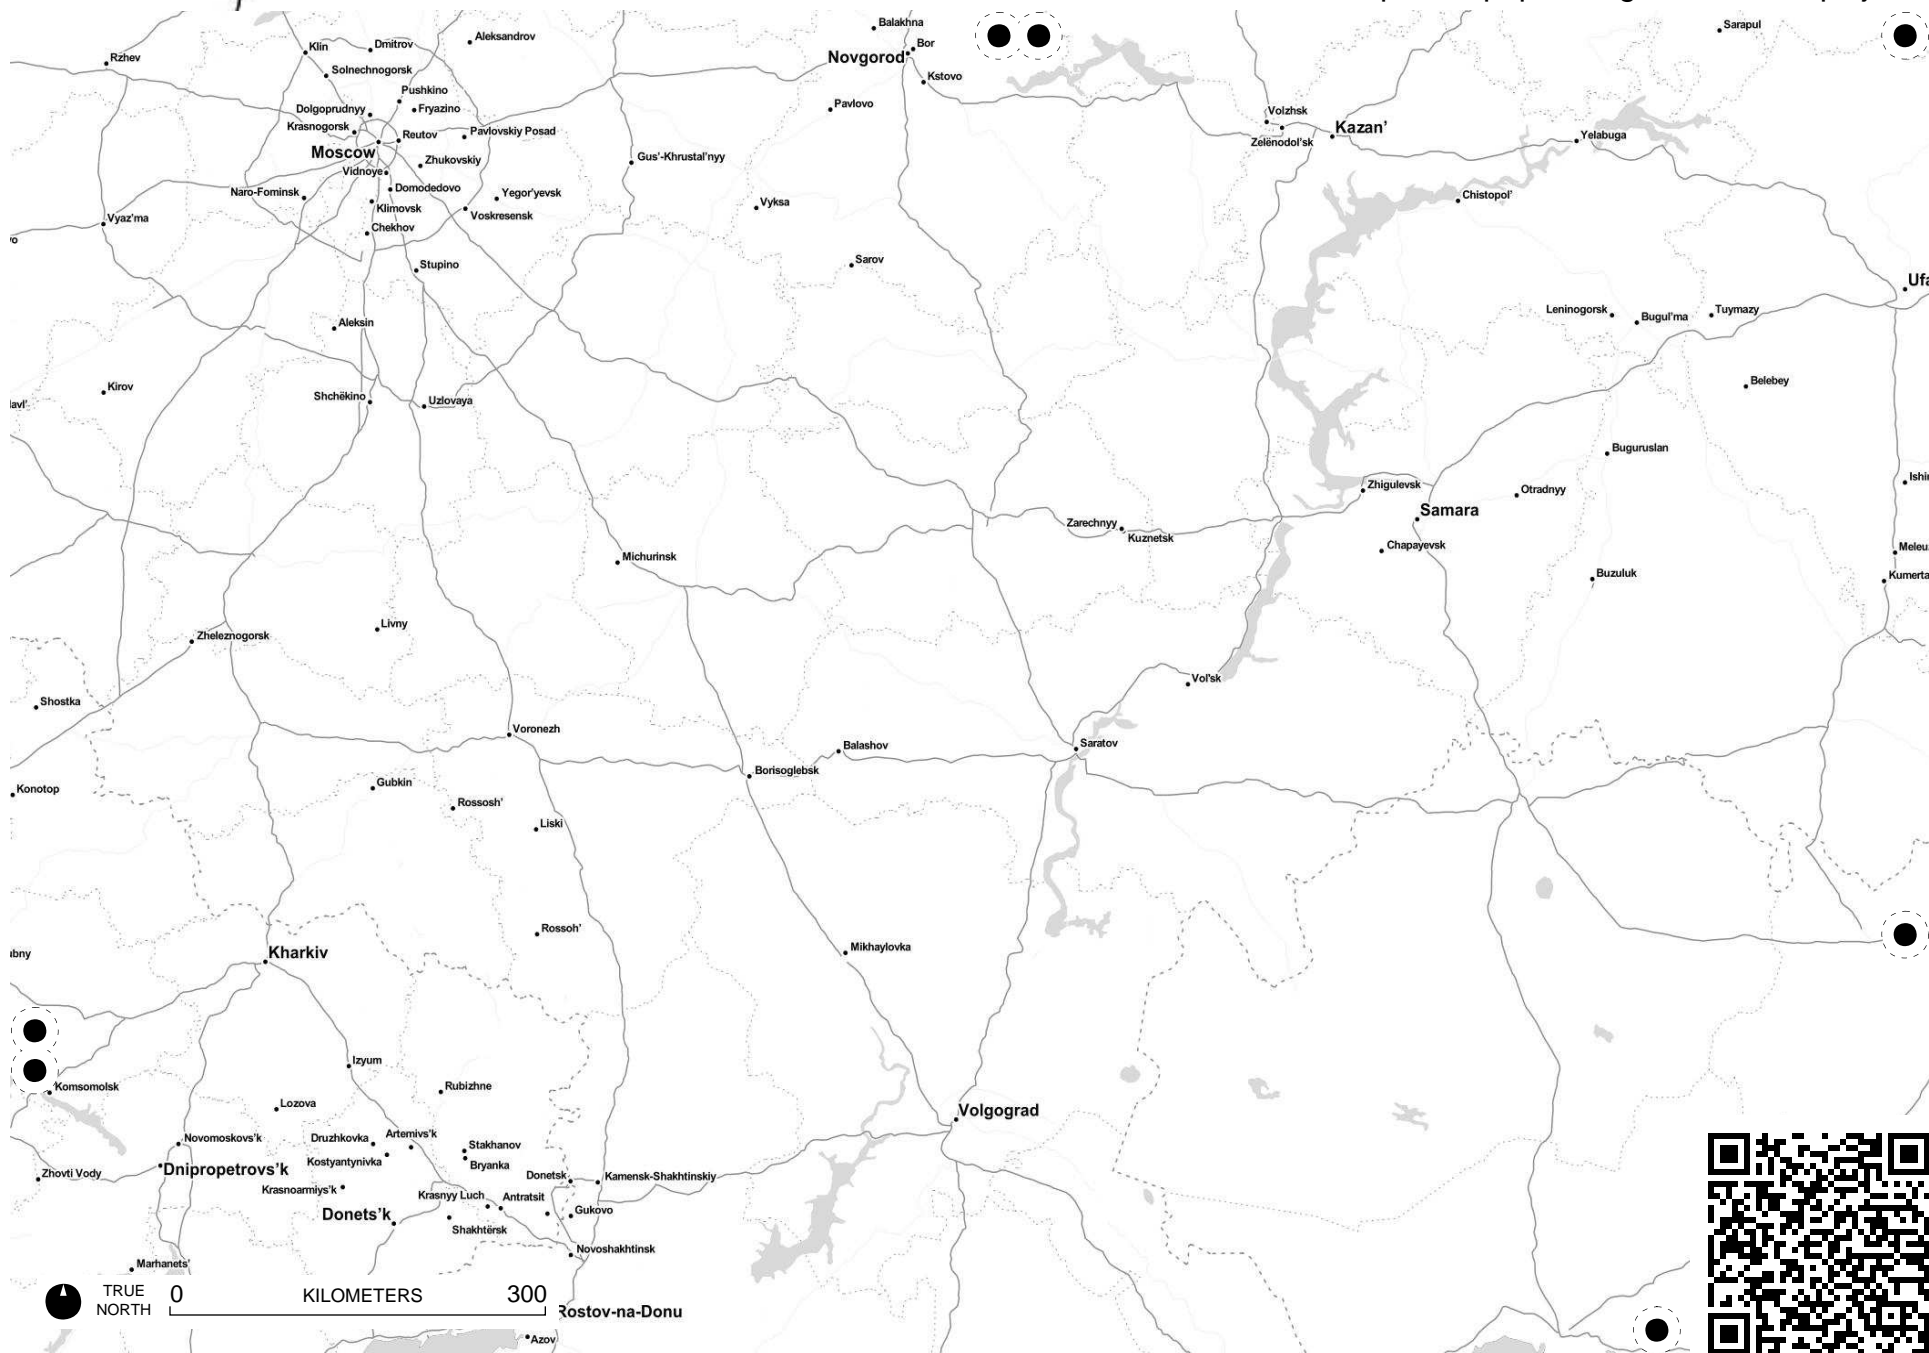 Balakhna
Sarapul
Klin
Dmitrov
Aleksandrov
Bor
Rzhev
Novgorod
Solnechnogorsk
Kstovo
Pushkino
Dolgoprudnyy
Fryazino
Pavlovo
Volzhsk
Krasnogorsk
Reutov
Pavlovskiy Posad
Kazan’
Yelabuga
Moscow
Zelënodol'sk
Zhukovskiy
Gus'-Khrustal'nyy
Vidnoye
Naro-Fominsk
Domodedovo
Yegor'yevsk
Chistopol'
Klimovsk
Voskresensk
Vyksa
Vyaz'ma
Chekhov
Stupino
Sarov
Leninogorsk
Bugul'ma
Tuymazy
Aleksin
Kirov
Belebey
Shchëkino
Uzlovaya
Buguruslan
Zhigulevsk
Otradnyy
Samara
Zarechnyy
Kuznetsk
Chapayevsk
Michurinsk
Buzuluk
Livny
Zheleznogorsk
Vol'sk
Shostka
Voronezh
Balashov
Saratov
Borisoglebsk
Gubkin
Konotop
Rossosh'
Liski
Rossoh'
Mikhaylovka
Kharkiv
Izyum
Komsomolsk
Rubizhne
Lozova
Volgograd
Novomoskovs'k
Druzhkovka
Artemivs'k
Stakhanov
Kostyantynivka
Bryanka
Zhovti Vody
Dnipropetrovs’k
Donetsk
Kamensk-Shakhtinskiy
Krasnoarmiys'k
Krasnyy Luch
Antratsit
Donets’k
Gukovo
Shakhtërsk
Novoshakhtinsk
Marhanets'
TRUE
NORTH
0 KILOMETERS 300
Rostov-na-Donu
Azov